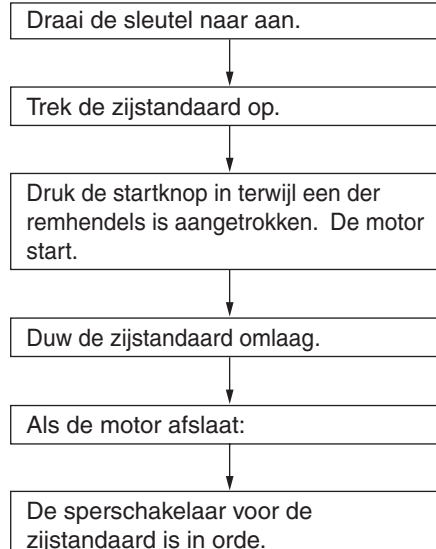 Draai de sleutel naar aan.
Trek de zijstandaard op.
Druk de startknop in terwijl een der
remhendels is aangetrokken. De motor
start.
Duw de zijstandaard omlaag.
Als de motor afslaat:
De sperschakelaar voor de
zijstandaard is in orde.